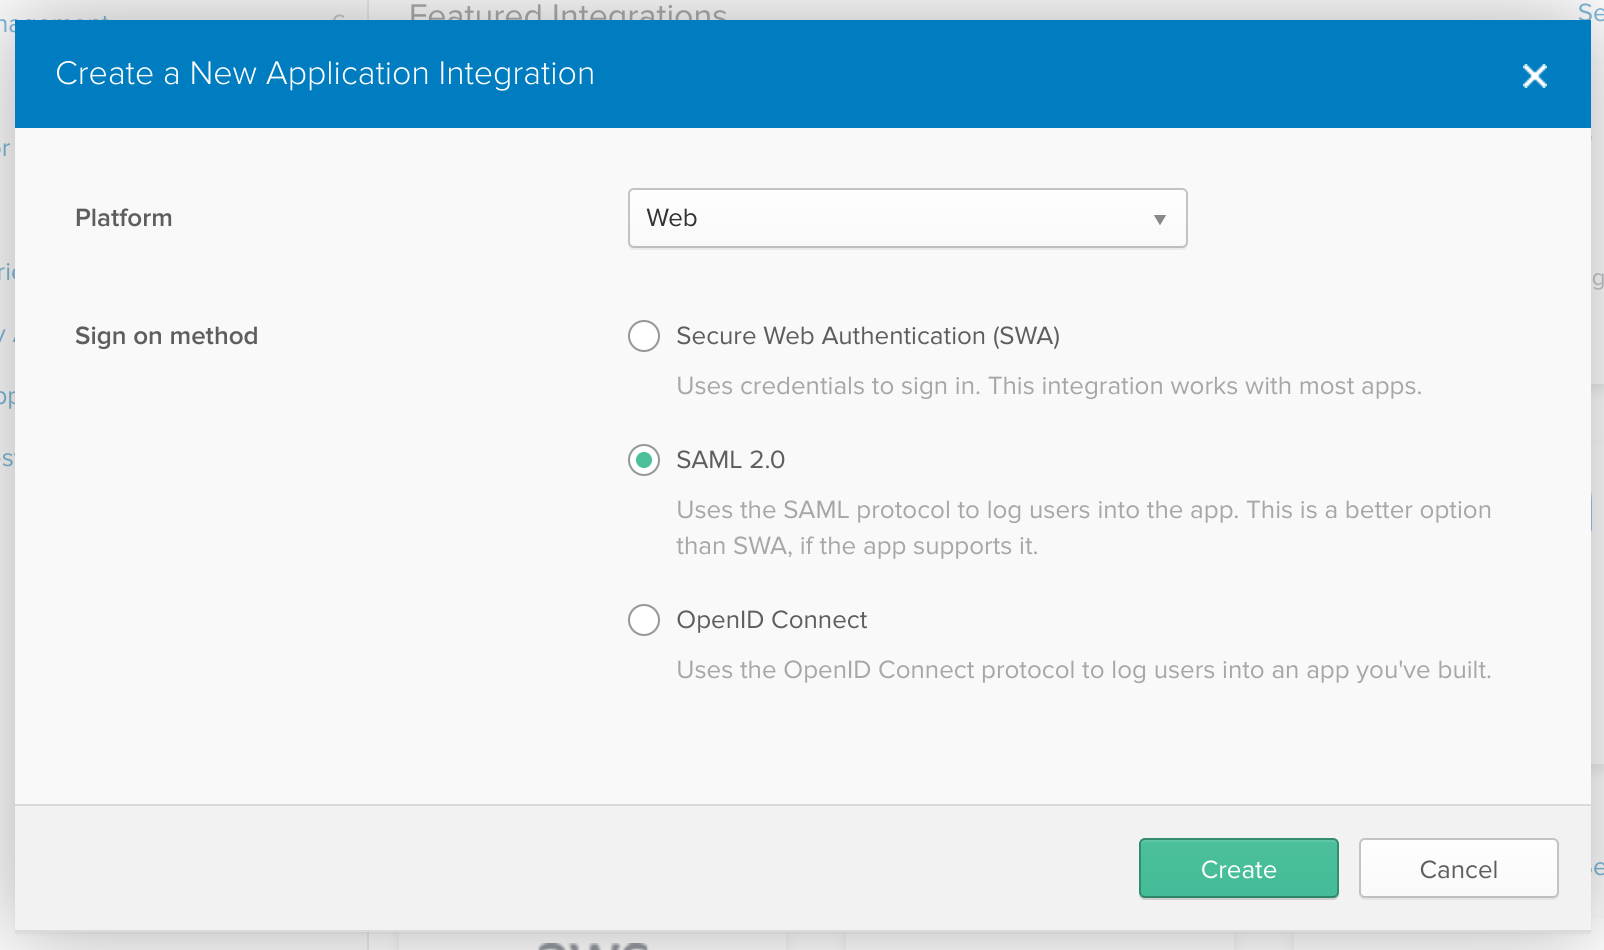 Featured Integrations
Create a New Application Integration
Platform
Web
Sign on method
Secure Web Authentication (SWA)
Uses credentials to sign in. This integration works with most apps.
SAML 2.0
Uses the SAML protocol to log users into the app. This is a better option
than SWA, if the app supports it.
OpenID Connect
Uses the OpenID Connect protocol to log users into an app you've built.
Create
Cancel